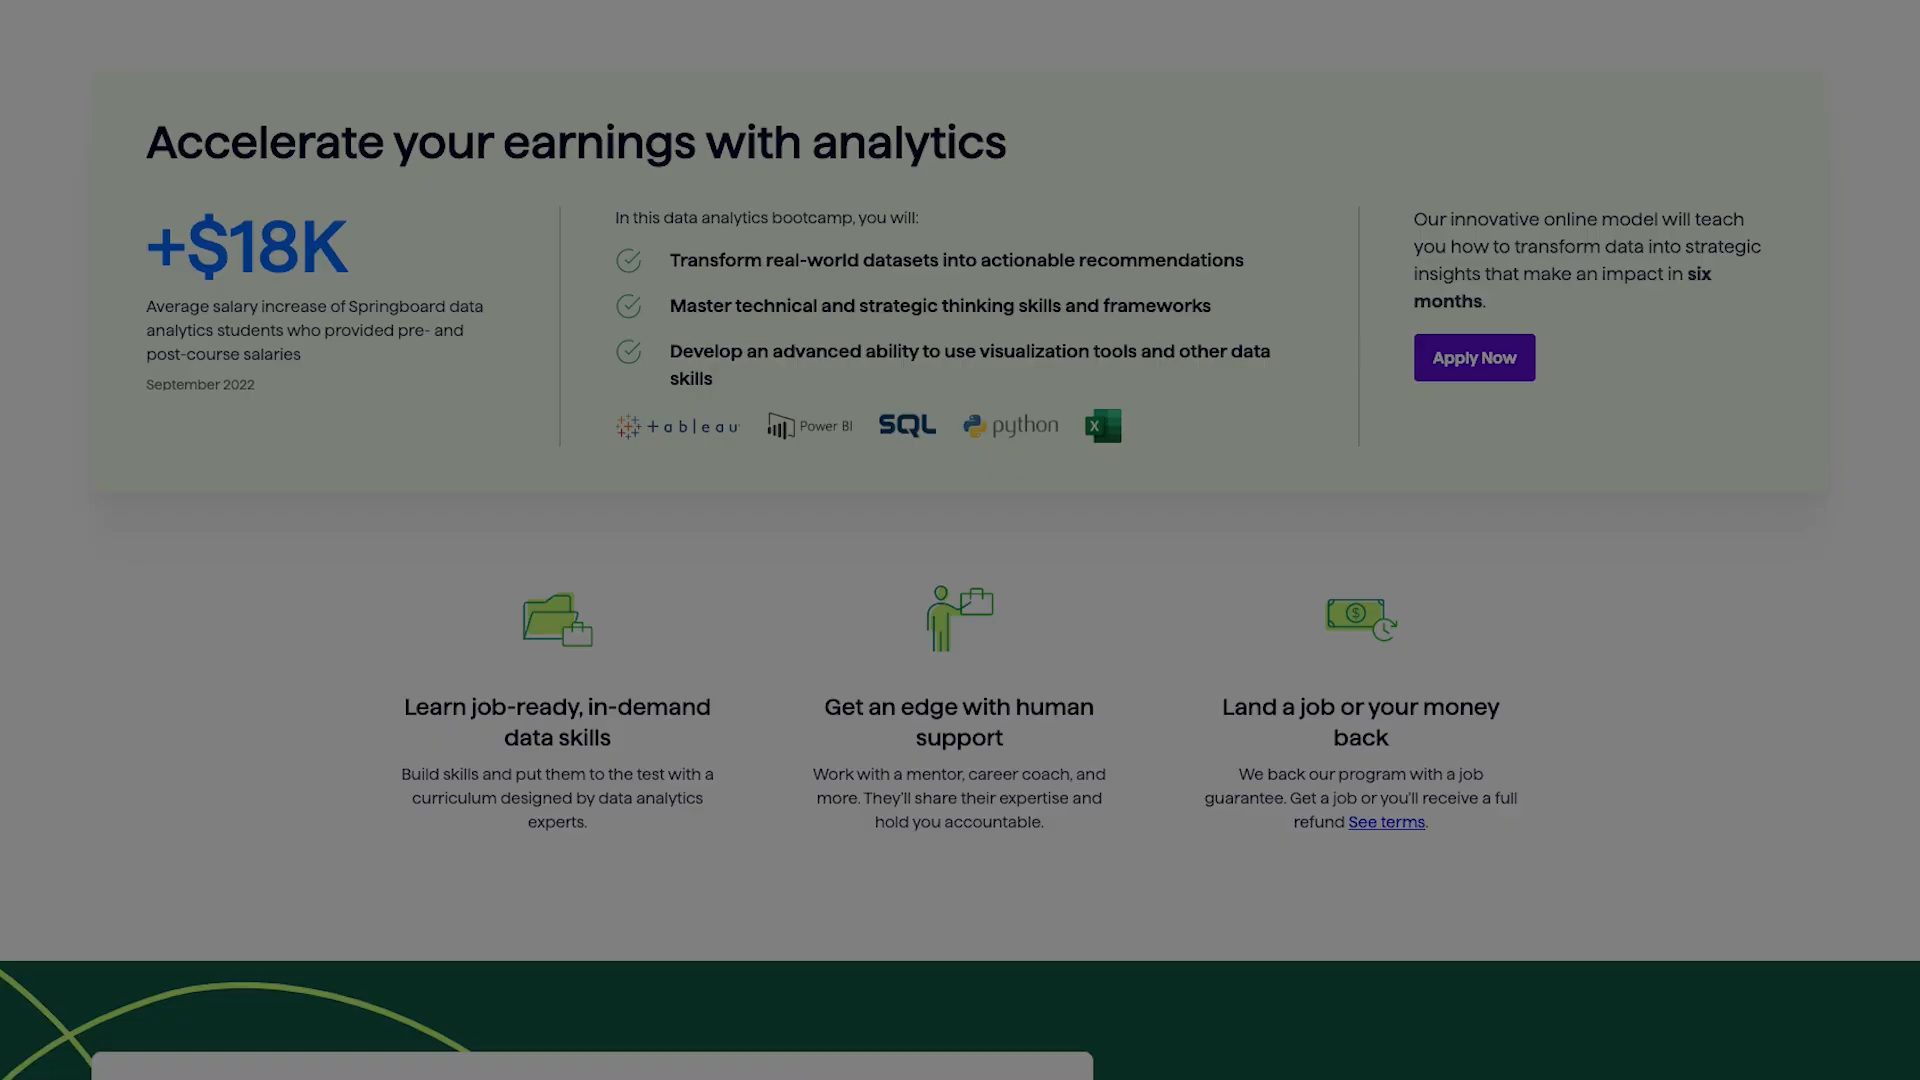 Accelerate your earnings with analytics
+$18K
Average salary increase of Springboard data
analytics students who provided pre- and
post-course salaries
September 2022
In this data analytics bootcamp, you will:
Transform real-world datasets into actionable recommendations
Master technical and strategic thinking skills and frameworks
Develop an advanced ability to use visualization tools and other data
skills
+ a b l e a u
Power BI
SQL
python
X
Our innovative online model will teach
you how to transform data into strategic
insights that make an impact in six
months.
Apply Now
$
Learn job-ready, in-demand
data skills
Build skills and put them to the test with a
curriculum designed by data analytics
experts.
Get an edge with human
support
Work with a mentor, career coach, and
more. They'll share their expertise and
hold you accountable.
Land a job or your money
back
We back our program with a job
guarantee. Get a job or you'll receive a full
refund See terms.